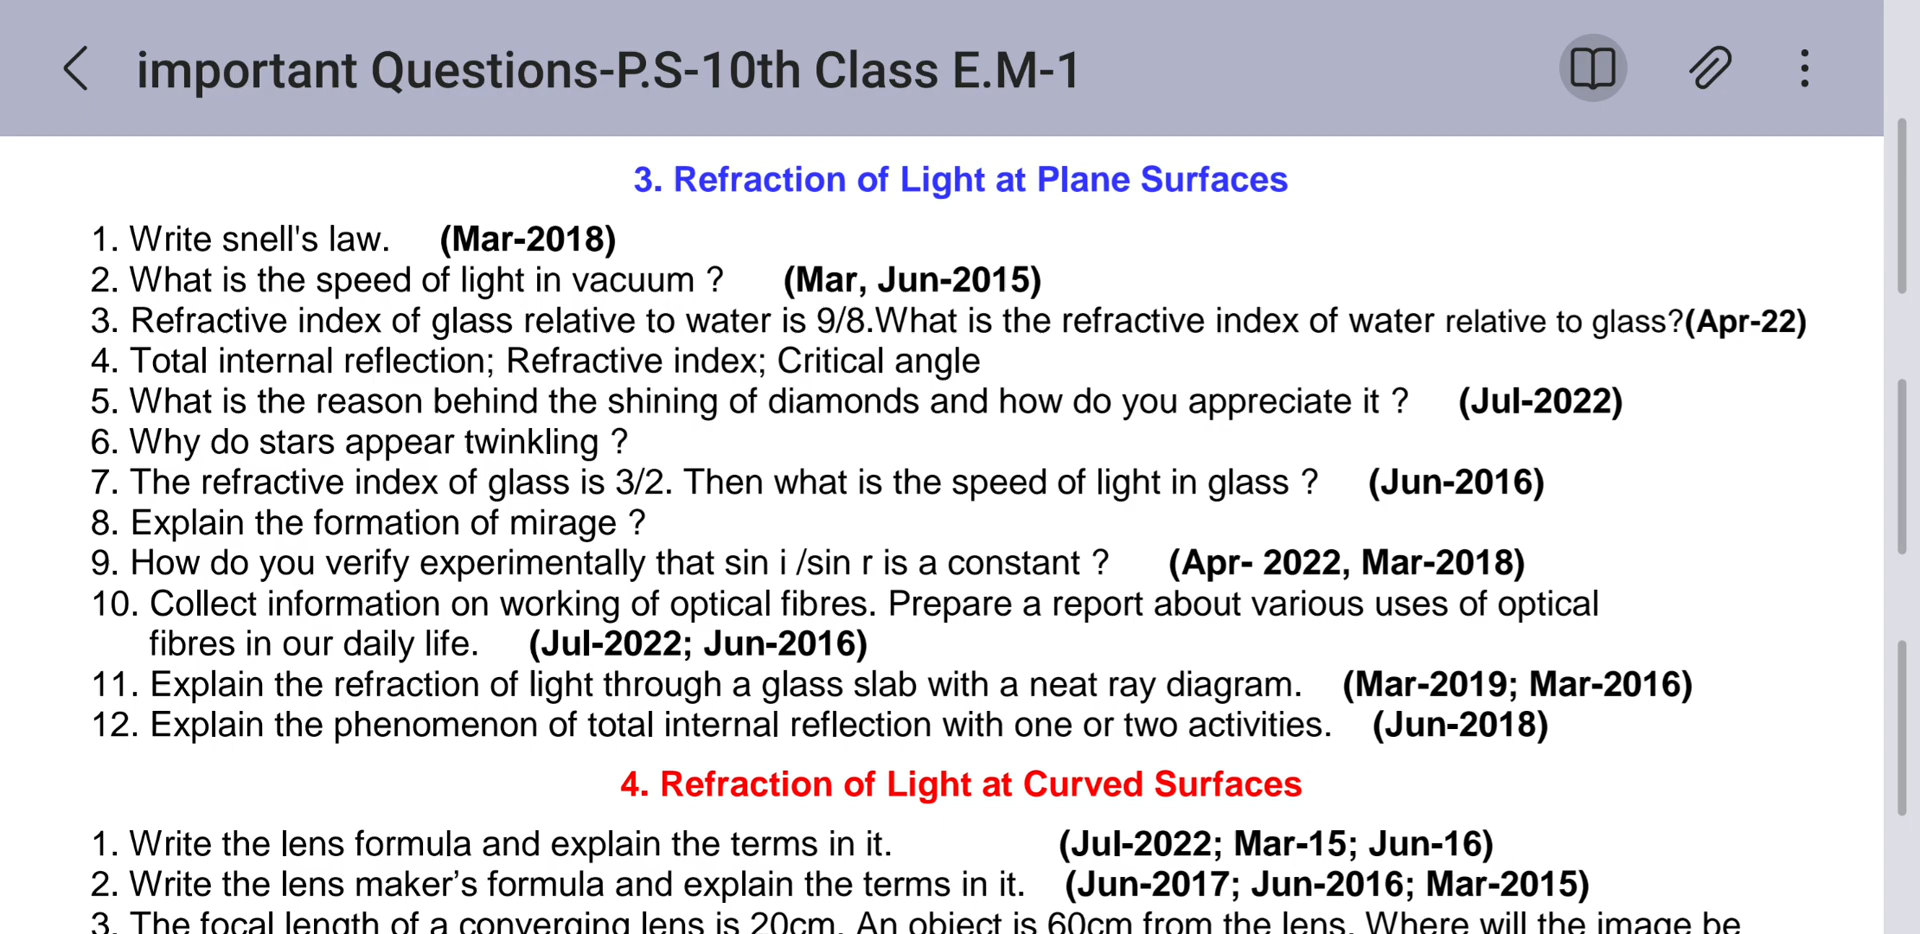 important Questions-P.S-10th Class E.M-1
3. Refraction of Light at Plane Surfaces
1. Write snell's law. (Mar-2018)
2. What is the speed of light in vacuum ? (Mar, Jun-2015)
3. Refractive index of glass relative to water is 9/8.What is the refractive index of water relative to glass?(Apr-22)
4. Total internal reflection; Refractive index; Critical angle
5. What is the reason behind the shining of diamonds and how do you appreciate it ? (Jul-2022)
6. Why do stars appear twinkling ?
7. The refractive index of glass is 3/2. Then what is the speed of light in glass ? (Jun-2016)
8. Explain the formation of mirage ?
9. How do you verify experimentally that sin i /sin r is a constant ? (Apr- 2022, Mar-2018)
10. Collect information on working of optical fibres. Prepare a report about various uses of optical
fibres in our daily life. (Jul-2022; Jun-2016)
11. Explain the refraction of light through a glass slab with a neat ray diagram. (Mar-2019; Mar-2016)
12. Explain the phenomenon of total internal reflection with one or two activities. (Jun-2018)
4. Refraction of Light at Curved Surfaces
1. Write the lens formula and explain the terms in it. (Jul-2022; Mar-15; Jun-16)
2. Write the lens maker’s formula and explain the terms in it. (Jun-2017; Jun-2016; Mar-2015)
3. The focal length of a converging lens is 20cm. An object is 60cm from the lens. Where will the image be